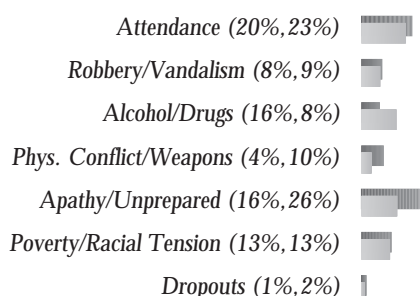 Attendance (20%,23%)
Robbery/Vandalism (8%,9%)
Alcohol/Drugs (16%,8%)
Phys. Conflict/Weapons (4%,10%)
Apathy/Unprepared (16%,26%)
Poverty/Racial Tension (13%,13%)
Dropouts (1%,2%)